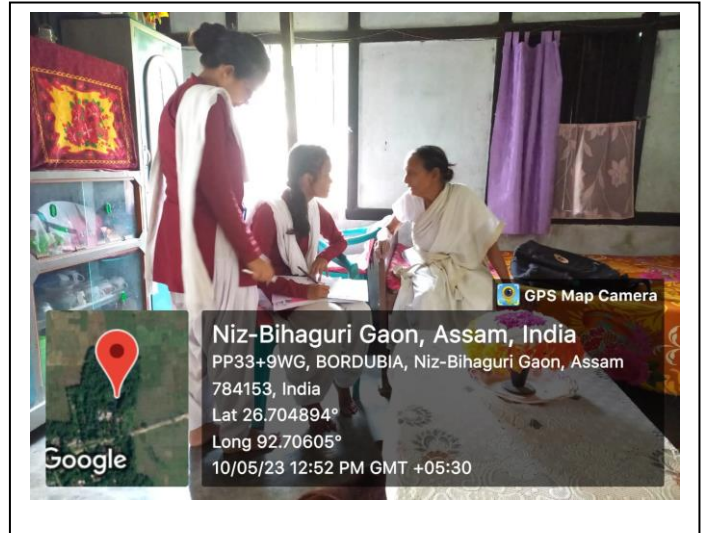 GPS Map Camera
Niz-Bihaguri Gaon, Assam, India
PP33+9WG, BORDUBIA, Niz-Bihaguri Gaon, Assam
784153, India
Lat 26.704894°
Long 92.70605°
10/05/23 12:52 PM GMT +05:30
Google